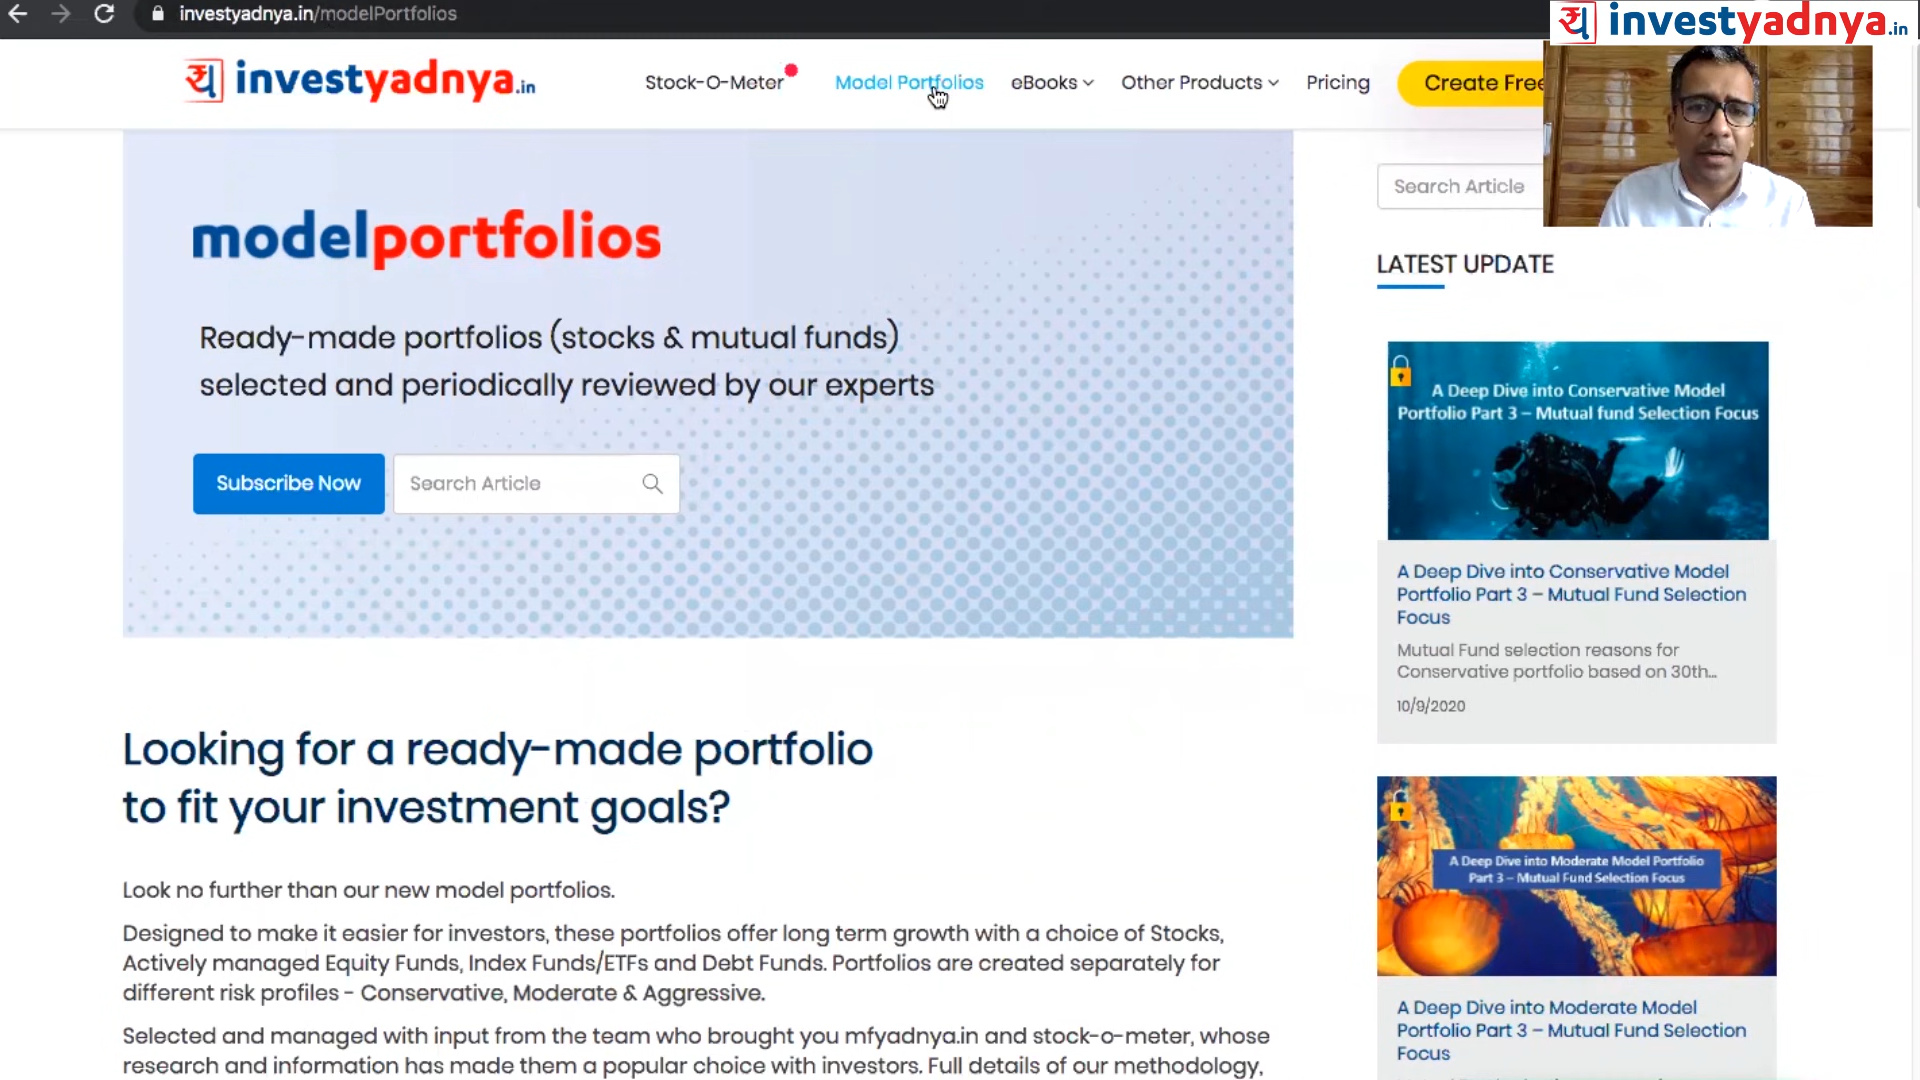 investyadnya.in/modelPortfolios
investyadnya.in
investyadnya.in
Stock-O-Meter
Model Portfolios
eBooks
Other Products
Pricing
Create Free
modelportfolios
Ready-made portfolios (stocks & mutual funds)
selected and periodically reviewed by our experts
Subscribe Now
Search Article
Looking for a ready-made portfolio
to fit your investment goals?
Look no further than our new model portfolios.
Designed to make it easier for investors, these portfolios offer long term growth with a choice of Stocks,
Actively managed Equity Funds, Index Funds/ETFs and Debt Funds. Portfolios are created separately for
different risk profiles - Conservative, Moderate & Aggressive.
Selected and managed with input from the team who brought you mfyadnya.in and stock-o-meter, whose
research and information has made them a popular choice with investors. Full details of our methodology,
Search Article
LATEST UPDATE
A Deep Dive into Conservative Model
Portfolio Part 3 – Mutual fund Selection Focus
A Deep Dive into Conservative Model
Portfolio Part 3 – Mutual Fund Selection
Focus
Mutual Fund selection reasons for
Conservative portfolio based on 30th...
10/9/2020
A Deep Dive into Moderate Model Portfolio
Part 3 – Mutual Fund Selection Focus
A Deep Dive into Moderate Model
Portfolio Part 3 – Mutual Fund Selection
Focus